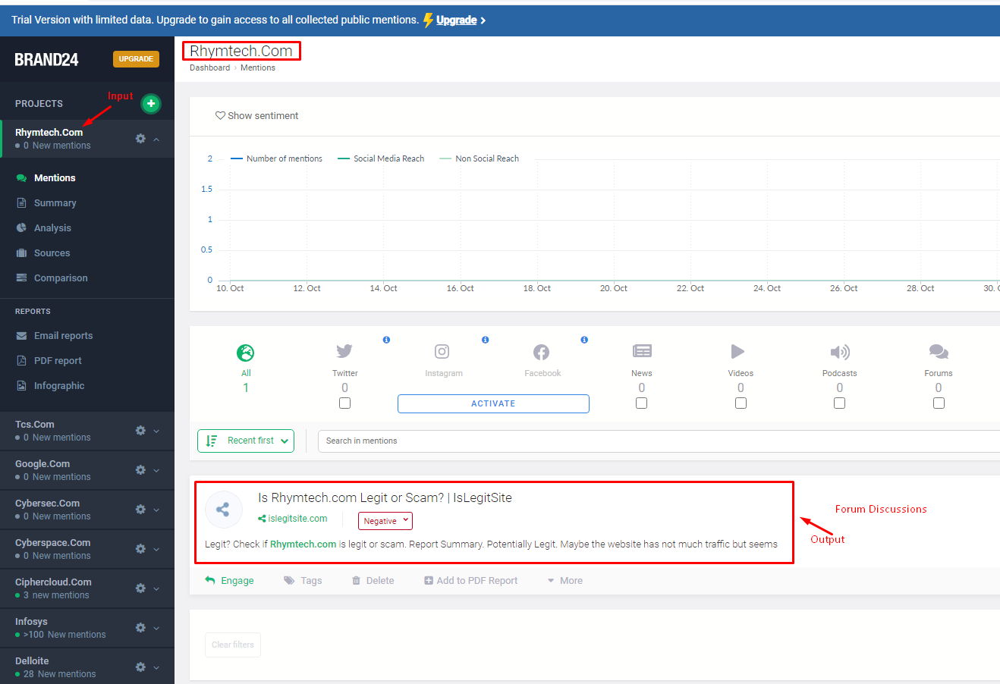 Trial Version with limited data. Upgrade to gain access to all collected public mentions. Upgrade
BRAND24
UPGRADE
PROJECTS
Input
Rhymtech.Com
0 New mentions
Mentions
Summary
Analysis
Sources
Comparison
REPORTS
Email reports
PDF report
Infographic
Tcs.Com
0 New mentions
Google.Com
0 New mentions
Cybersec.Com
0 New mentions
Cyberspace.Com
0 New mentions
Ciphercloud.Com
3 new mentions
Infosys
>100 New mentions
Delloite
28 New mentions
Rhymtech.Com
Dashboard › Mentions
Show sentiment
Number of mentions Social Media Reach Non Social Reach
2
1.5
1
0.5
0
10. Oct 12. Oct 14. Oct 16. Oct 18. Oct 20. Oct 22. Oct 24. Oct 26. Oct 28. Oct 30.
All Twitter Instagram Facebook News Videos Podcasts Forums
1 0 0 0 0 0
ACTIVATE
Recent first Search in mentions
Is Rhymtech.com Legit or Scam? | IsLegitSite
islegitsite.com Negative
Legit? Check if Rhymtech.com is legit or scam. Report Summary. Potentially Legit. Maybe the website has not much traffic but seems
Forum Discussions
Output
Engage Tags Delete Add to PDF Report More
Clear filters